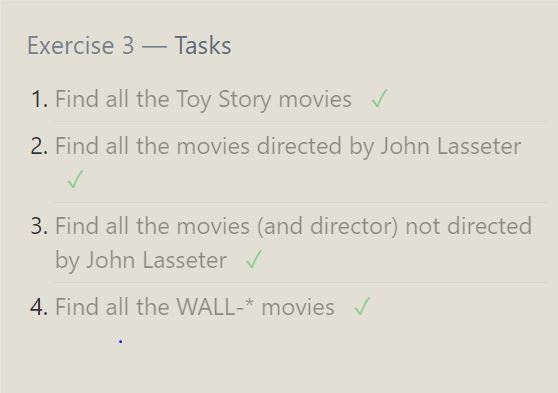 Exercise 3 — Tasks
1. Find all the Toy Story movies ✓
2. Find all the movies directed by John Lasseter
✓
3. Find all the movies (and director) not directed
by John Lasseter ✓
4. Find all the WALL-* movies ✓